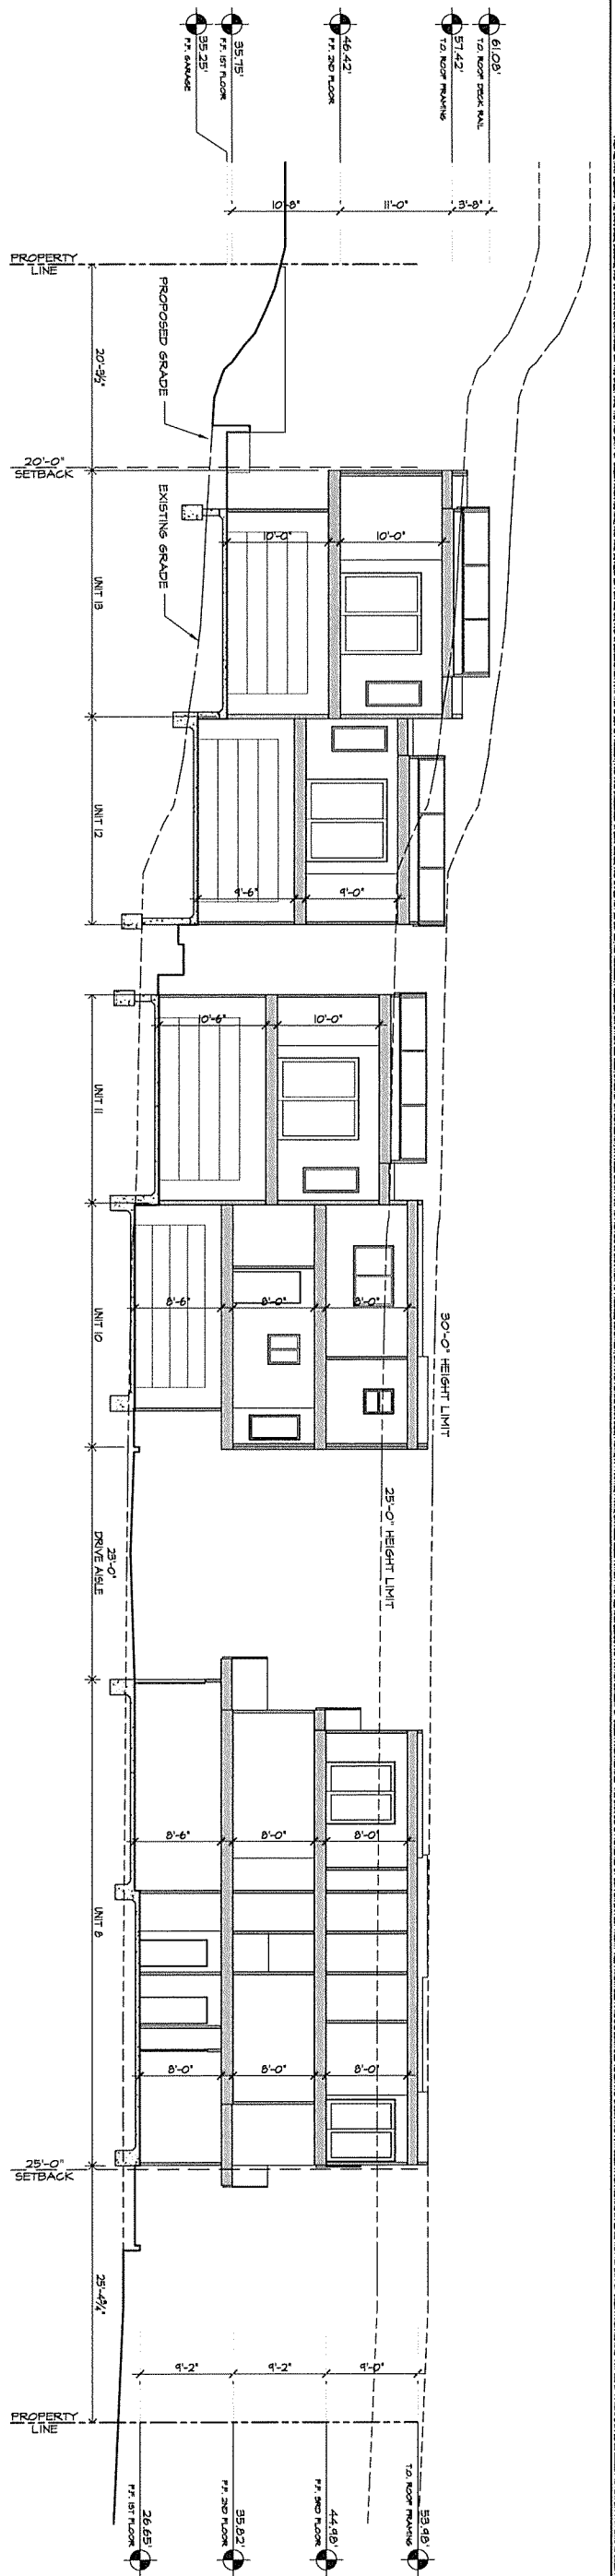 61.08'
T.O. ROOF DECK RAIL
57.42'
T.O. ROOF FRAMING
46.42'
F.F. 2ND FLOOR
35.75'
F.F. 1ST FLOOR
35.25'
F.F. GARAGE
10'-8"
11'-0"
3'-8"
PROPERTY
LINE
20'-3½"
PROPOSED GRADE
20'-0"
SETBACK
EXISTING GRADE
UNIT 13
10'-0"
10'-0"
UNIT 12
9'-6"
9'-0"
UNIT 11
10'-6"
10'-0"
UNIT 10
8'-6"
8'-0"
8'-0"
30'-0" HEIGHT LIMIT
25'-0" HEIGHT LIMIT
23'-0"
DRIVE AISLE
UNIT 8
8'-6"
8'-0"
8'-0"
8'-0"
8'-0"
8'-0"
25'-0"
SETBACK
25'-4¾"
9'-2"
9'-2"
9'-0"
PROPERTY
LINE
53.98'
T.O. ROOF FRAMING
44.98'
F.F. 3RD FLOOR
35.82'
F.F. 2ND FLOOR
26.65'
F.F. 1ST FLOOR